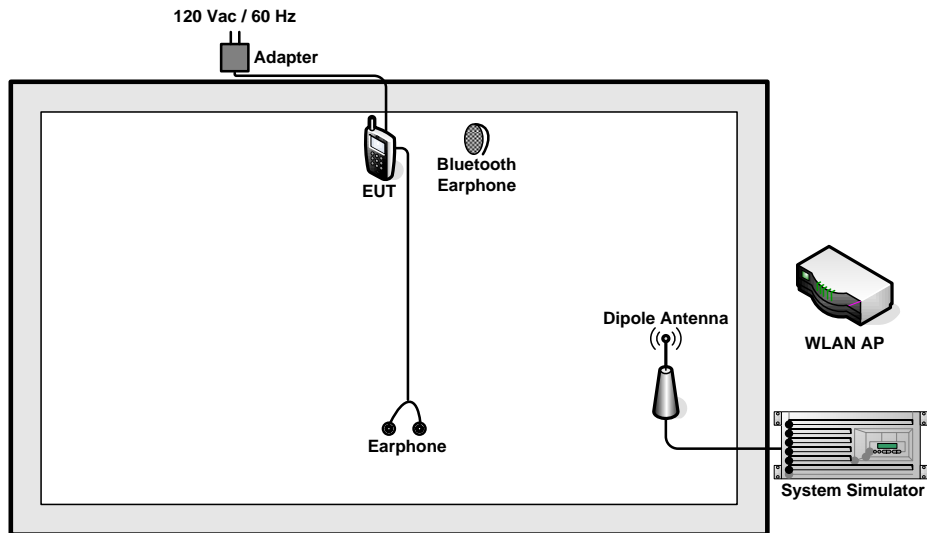 120 Vac / 60 Hz
Adapter
EUT
Bluetooth
Earphone
Dipole Antenna
WLAN AP
Earphone
System Simulator